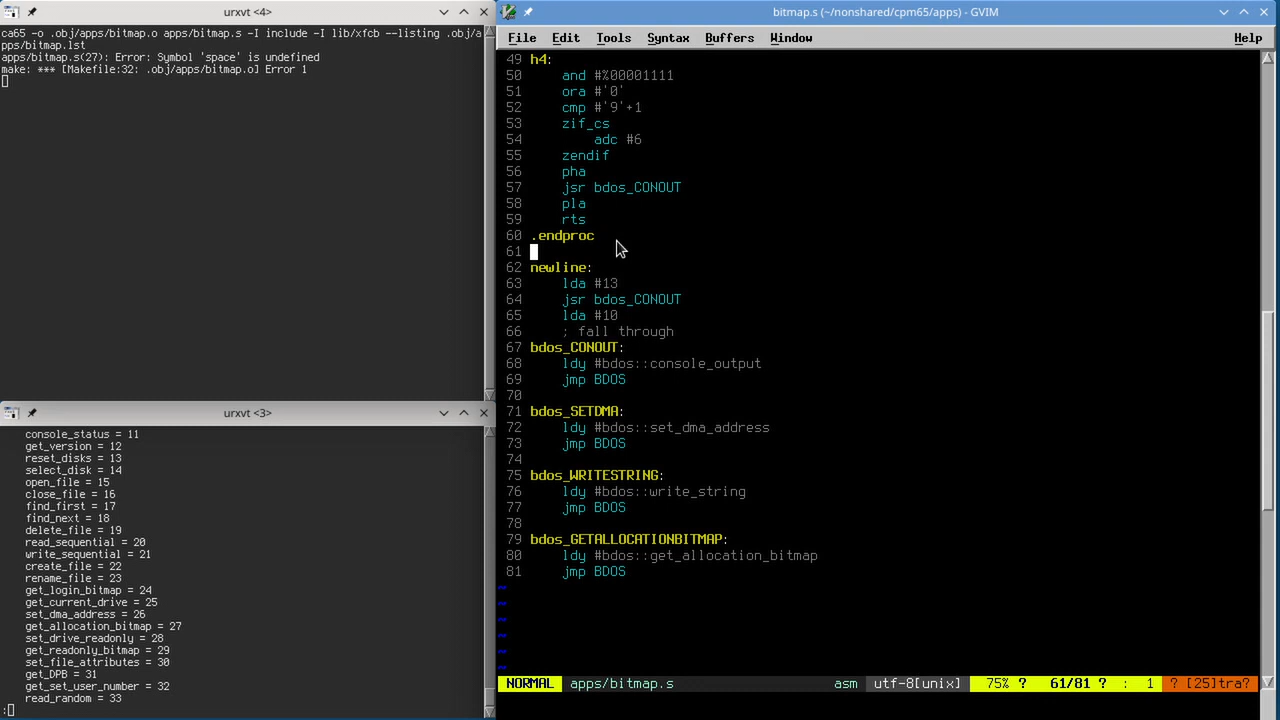 urxvt <4>
ca65 -o .obj/apps/bitmap.o apps/bitmap.s -I include -I lib/xfcb --listing .obj/a
pps/bitmap.lst
apps/bitmap.s(27): Error: Symbol 'space' is undefined
make: *** [Makefile:32: .obj/apps/bitmap.o] Error 1
urxvt <3>
console_status = 11
get_version = 12
reset_disks = 13
select_disk = 14
open_file = 15
close_file = 16
find_first = 17
find_next = 18
delete_file = 19
read_sequential = 20
write_sequential = 21
create_file = 22
rename_file = 23
get_login_bitmap = 24
get_current_drive = 25
set_dma_address = 26
get_allocation_bitmap = 27
set_drive_readonly = 28
get_readonly_bitmap = 29
set_file_attributes = 30
get_DPB = 31
get_set_user_number = 32
read_random = 33
:
bitmap.s (~/nonshared/cpm65/apps) - GVIM
File Edit Tools Syntax Buffers Window Help
49 h4:
50     and #%00001111
51     ora #'0'
52     cmp #'9'+1
53     zif_cs
54         adc #6
55     zendif
56     pha
57     jsr bdos_CONOUT
58     pla
59     rts
60 .endproc
61
62 newline:
63     lda #13
64     jsr bdos_CONOUT
65     lda #10
66     ; fall through
67 bdos_CONOUT:
68     ldy #bdos::console_output
69     jmp BDOS
70
71 bdos_SETDMA:
72     ldy #bdos::set_dma_address
73     jmp BDOS
74
75 bdos_WRITESTRING:
76     ldy #bdos::write_string
77     jmp BDOS
78
79 bdos_GETALLOCATIONBITMAP:
80     ldy #bdos::get_allocation_bitmap
81     jmp BDOS
~
~
~
~
~
~
NORMAL apps/bitmap.s asm utf-8[unix] 75% ? 61/81 ? : 1 ? [25]tra?